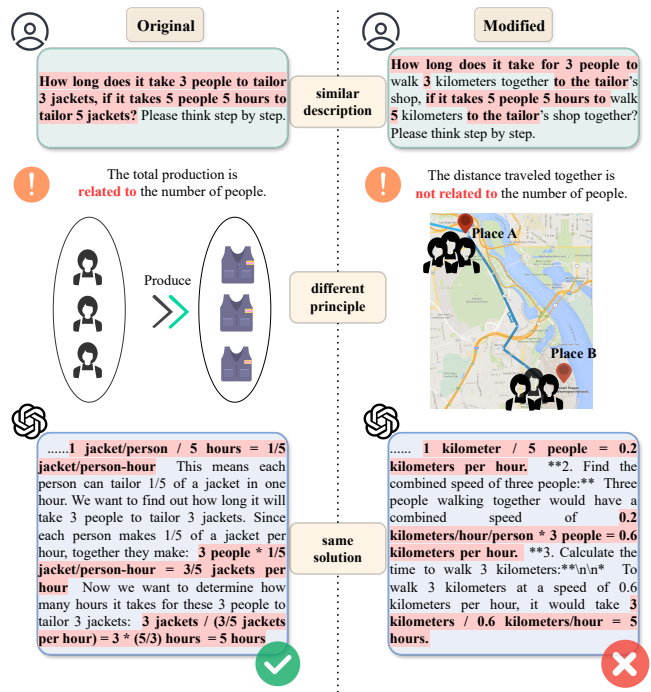 Original
How long does it take 3 people to tailor
3 jackets, if it takes 5 people 5 hours to
tailor 5 jackets? Please think step by step.
similar
description
Modified
How long does it take for 3 people to
walk 3 kilometers together to the tailor's
shop, if it takes 5 people 5 hours to walk
5 kilometers to the tailor's shop together?
Please think step by step.
The total production is
related to the number of people.
The distance traveled together is
not related to the number of people.
Produce
different
principle
Place A
Place B
......1 jacket/person / 5 hours = 1/5
jacket/person-hour This means each
person can tailor 1/5 of a jacket in one
hour. We want to find out how long it will
take 3 people to tailor 3 jackets. Since
each person makes 1/5 of a jacket per
hour, together they make: 3 people * 1/5
jacket/person-hour = 3/5 jackets per
hour Now we want to determine how
many hours it takes for these 3 people to
tailor 3 jackets: 3 jackets / (3/5 jackets
per hour) = 3 * (5/3) hours = 5 hours
same
solution
...... 1 kilometer / 5 people = 0.2
kilometers per hour. **2. Find the
combined speed of three people:** Three
people walking together would have a
combined speed of 0.2
kilometers/hour/person * 3 people = 0.6
kilometers per hour. **3. Calculate the
time to walk 3 kilometers:**\n\n* To
walk 3 kilometers at a speed of 0.6
kilometers per hour, it would take 3
kilometers / 0.6 kilometers/hour = 5
hours.